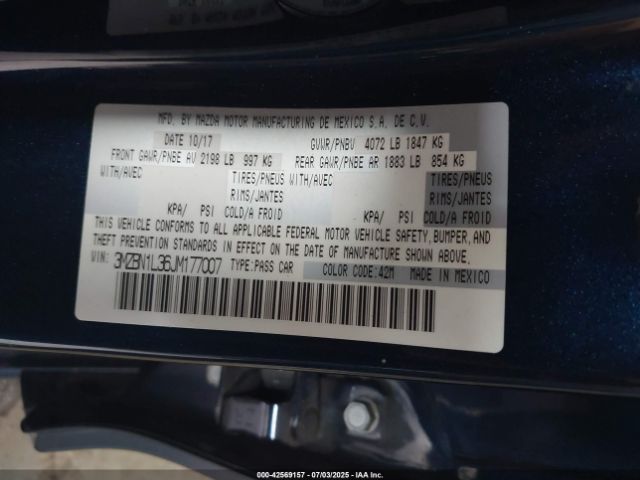 MFD. BY MAZDA MOTOR MANUFACTURING DE MEXICO S.A. DE C.V.
DATE 10/17 GVWR/PNBV 4072 LB 1847 KG
FRONT GAWR/PNBE AV 2198 LB 997 KG REAR GAWR/PNBE AR 1883 LB 854 KG
WITH/AVEC TIRES/PNEUS WITH/AVEC TIRES/PNEUS
RIMS/JANTES RIMS/JANTES
KPA/ PSI COLD/A FROID KPA/ PSI COLD/A FROID
THIS VEHICLE CONFORMS TO ALL APPLICABLE FEDERAL MOTOR VEHICLE SAFETY, BUMPER, AND
THEFT PREVENTION STANDARDS IN EFFECT ON THE DATE OF MANUFACTURE SHOWN ABOVE.
VIN: 3MZBN1L36JM177007 TYPE:PASS CAR COLOR CODE:42M MADE IN MEXICO
000-42569157 - 07/03/2025 - IAAI.COM